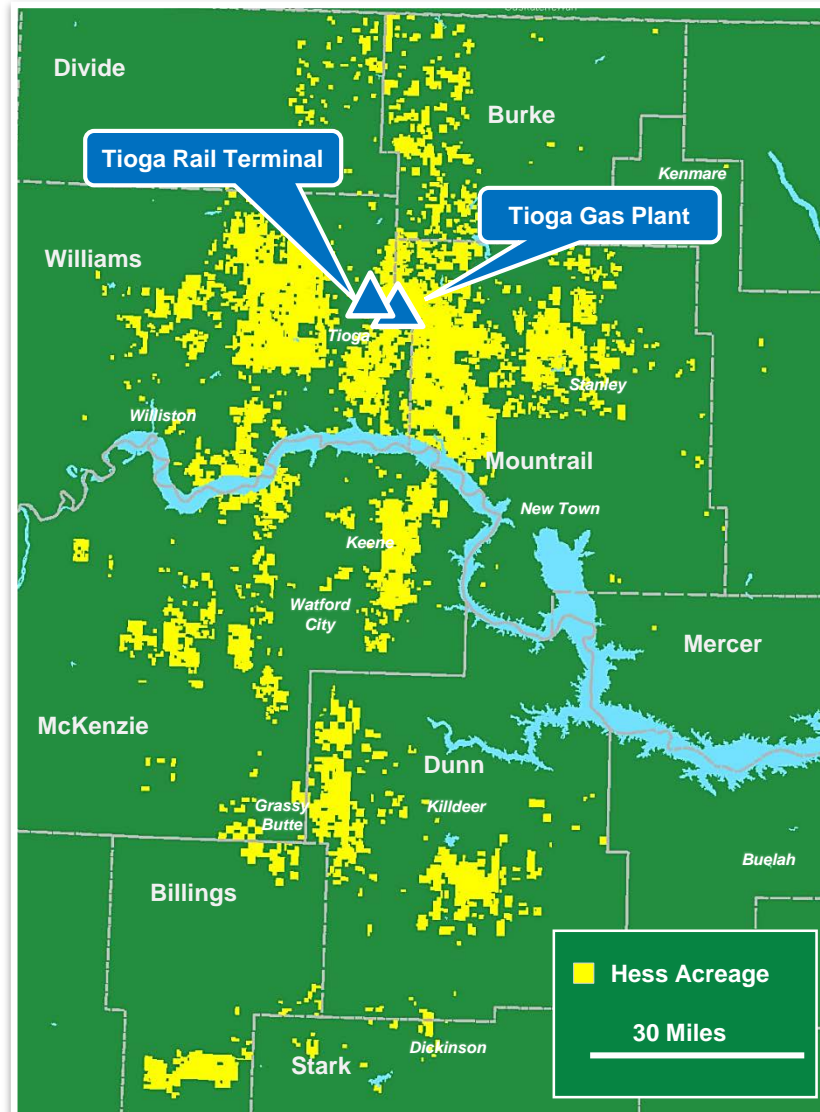 Saskatchewan
Divide
Burke
Tioga Rail Terminal
Kenmare
Tioga Gas Plant
Williams
Tioga
Stanley
Williston
Mountrail
New Town
Keene
Watford
City
Mercer
McKenzie
Dunn
Grassy
Butte
Killdeer
Buelah
Billings
Hess Acreage
30 Miles
Dickinson
Stark